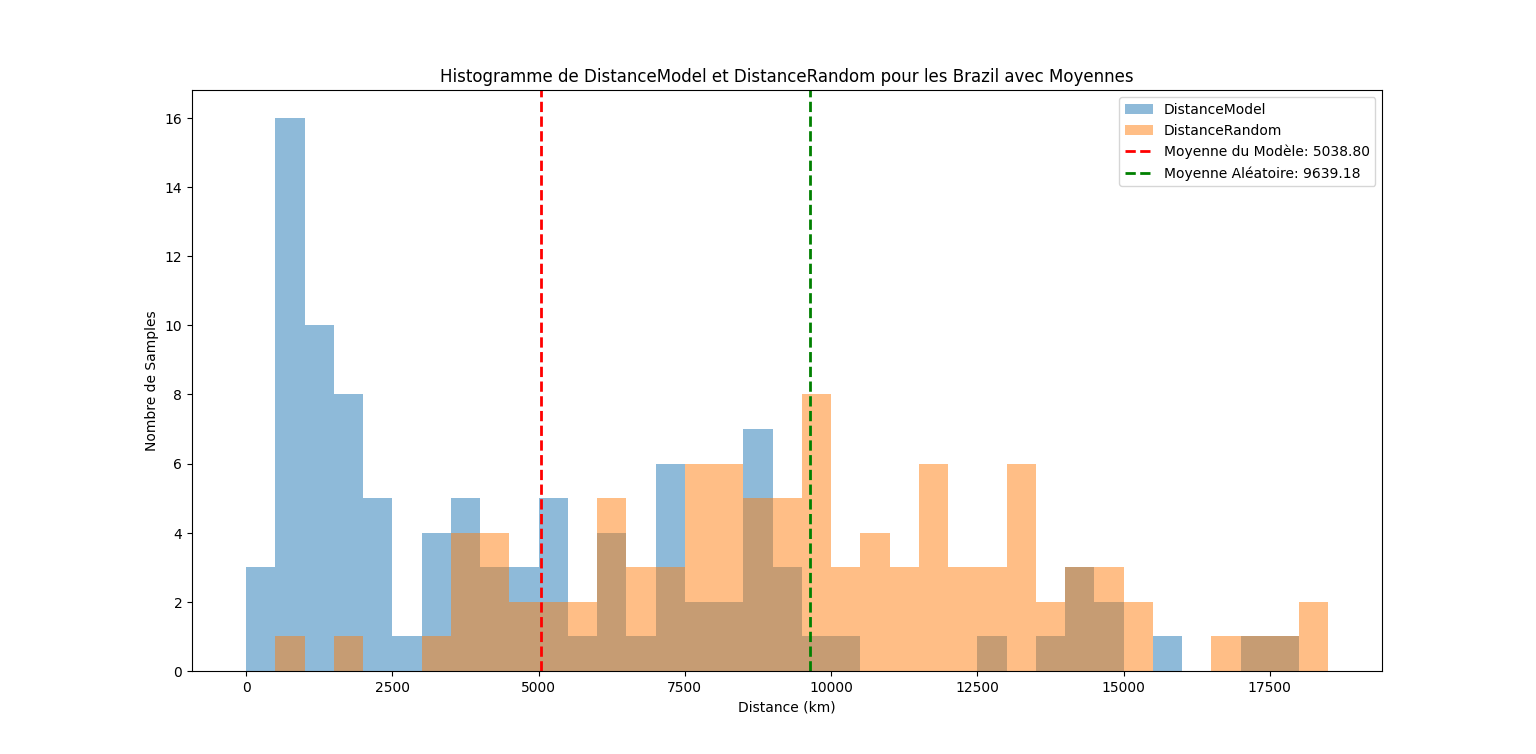 Histogramme de DistanceModel et DistanceRandom pour les Brazil avec Moyennes
DistanceModel
DistanceRandom
Moyenne du Modèle: 5038.80
Moyenne Aléatoire: 9639.18
Nombre de Samples
16
14
12
10
8
6
4
2
0
0
2500
5000
7500
10000
12500
15000
17500
Distance (km)